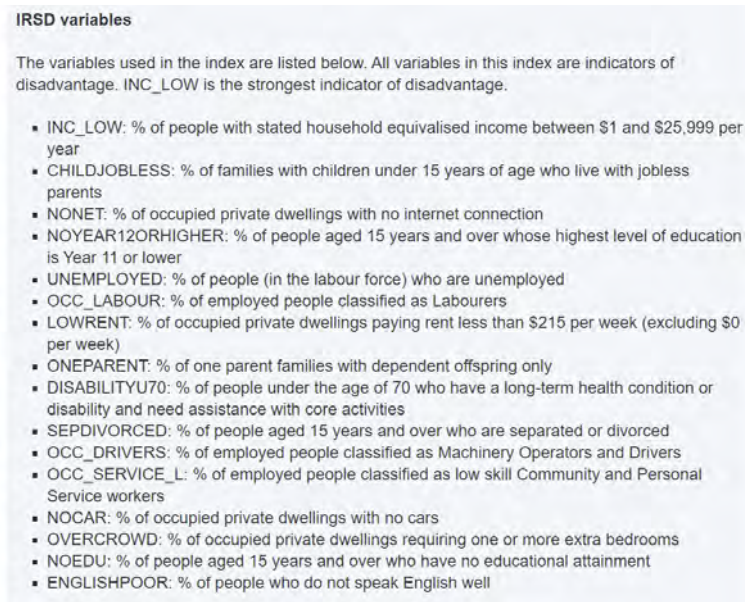 IRSD variables
The variables used in the index are listed below. All variables in this index are indicators of
disadvantage. INC_LOW is the strongest indicator of disadvantage.
▪ INC_LOW: % of people with stated household equivalised income between $1 and $25,999 per
year
▪ CHILDJOBLESS: % of families with children under 15 years of age who live with jobless
parents
▪ NONET: % of occupied private dwellings with no internet connection
▪ NOYEAR12ORHIGHER: % of people aged 15 years and over whose highest level of education
is Year 11 or lower
▪ UNEMPLOYED: % of people (in the labour force) who are unemployed
▪ OCC_LABOUR: % of employed people classified as Labourers
▪ LOWRENT: % of occupied private dwellings paying rent less than $215 per week (excluding $0
per week)
▪ ONEPARENT: % of one parent families with dependent offspring only
▪ DISABILITYU70: % of people under the age of 70 who have a long-term health condition or
disability and need assistance with core activities
▪ SEPDIVORCED: % of people aged 15 years and over who are separated or divorced
▪ OCC_DRIVERS: % of employed people classified as Machinery Operators and Drivers
▪ OCC_SERVICE_L: % of employed people classified as low skill Community and Personal
Service workers
▪ NOCAR: % of occupied private dwellings with no cars
▪ OVERCROWD: % of occupied private dwellings requiring one or more extra bedrooms
▪ NOEDU: % of people aged 15 years and over who have no educational attainment
▪ ENGLISHPOOR: % of people who do not speak English well